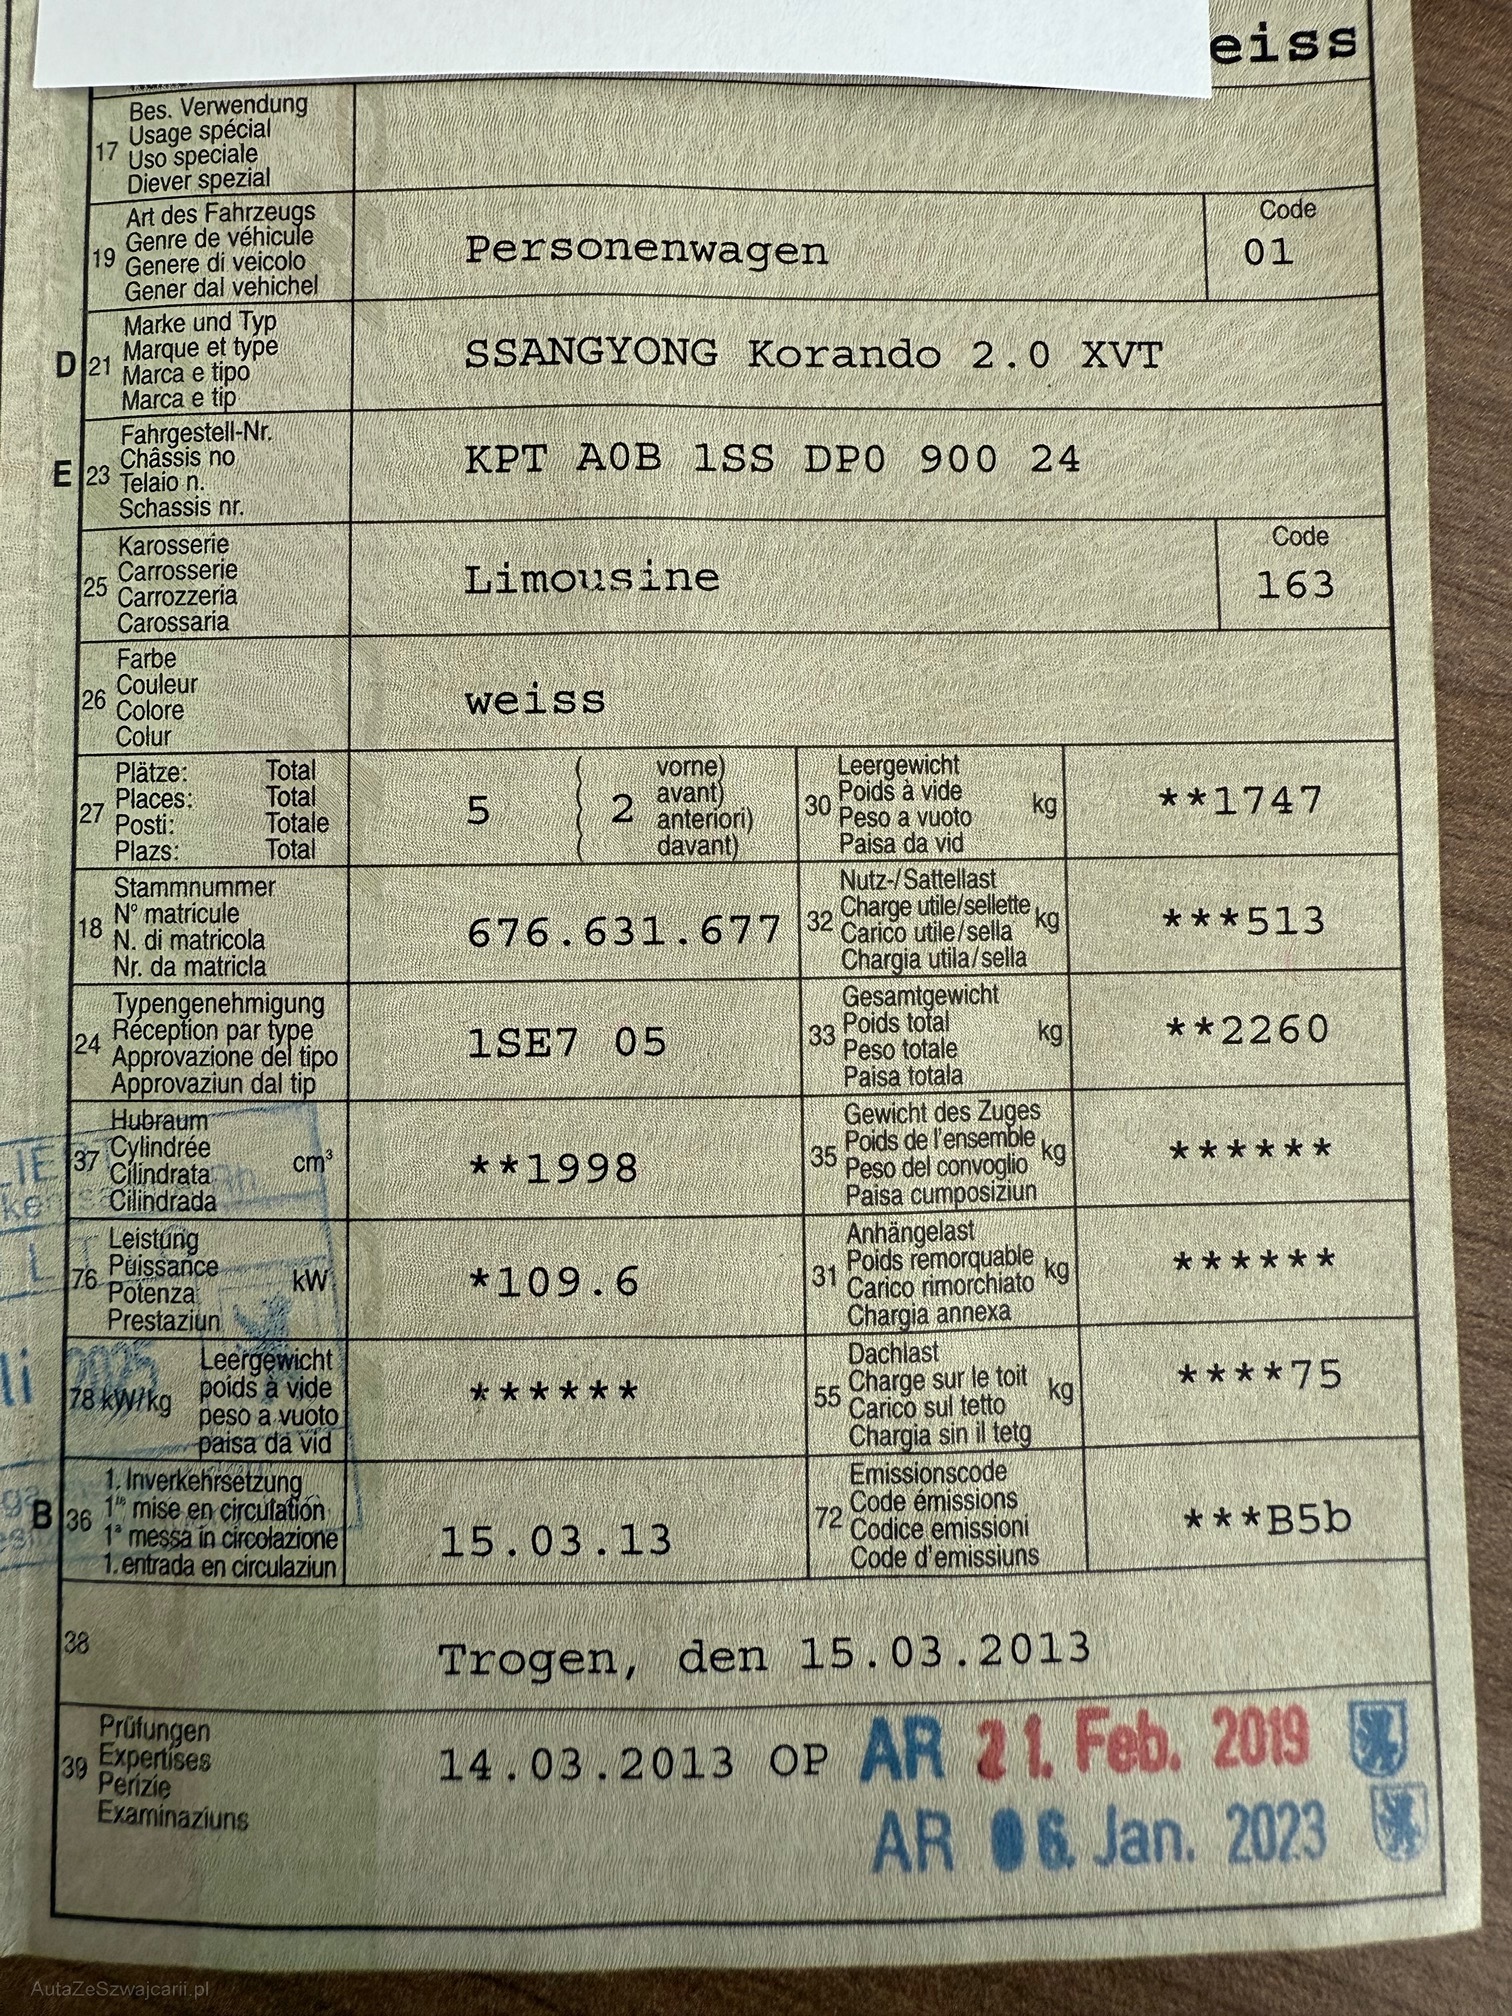 eiss
17 Bes. Verwendung
Usage spécial
Uso speciale
Diever spezial
19 Art des Fahrzeugs
Genre de véhicule
Genere di veicolo
Gener dal vehichel
Personenwagen
Code
01
D 21 Marke und Typ
Marque et type
Marca e tipo
Marca e tip
SSANGYONG Korando 2.0 XVT
E 23 Fahrgestell-Nr.
Châssis no
Telaio n.
Schassis nr.
KPT A0B 1SS DP0 900 24
25 Karosserie
Carrosserie
Carrozzeria
Carossaria
Limousine
Code
163
26 Farbe
Couleur
Colore
Colur
weiss
27 Plätze: Total
Places: Total
Posti: Totale
Plazs: Total
5 ( 2 vorne)
avant)
anteriori)
davant)
30 Leergewicht
Poids à vide
Peso a vuoto
Paisa da vid
kg
**1747
18 Stammnummer
N° matricule
N. di matricola
Nr. da matricla
676.631.677
32 Nutz-/Sattellast
Charge utile/sellette
Carico utile/sella
Chargia utila/sella
kg
***513
24 Typengenehmigung
Réception par type
Approvazione del tipo
Approvaziun dal tip
1SE7 05
33 Gesamtgewicht
Poids total
Peso totale
Paisa totala
kg
**2260
37 Hubraum
Cylindrée
Cilindrata
Cilindrada
cm³
**1998
35 Gewicht des Zuges
Poids de l'ensemble
Peso del convoglio
Paisa cumposiziun
kg
******
76 Leistung
Puissance
Potenza
Prestaziun
kW
*109.6
31 Anhängelast
Poids remorquable
Carico rimorchiato
Chargia annexa
kg
******
78 kW/kg
Leergewicht
poids à vide
peso a vuoto
paisa da vid
******
2025
55 Dachlast
Charge sur le toit
Carico sul tetto
Chargia sin il tetg
kg
****75
B 36 1. Inverkehrsetzung
1re mise en circulation
1a messa in circolazione
1. entrada en circulaziun
15.03.13
72 Emissionscode
Code émissions
Codice emissioni
Code d'emissiuns
***B5b
38
Trogen, den 15.03.2013
39 Prüfungen
Expertises
Perizie
Examinaziuns
14.03.2013 OP AR 21. Feb. 2019
AR 06. Jan. 2023
AutaZeSzwajcarii.pl